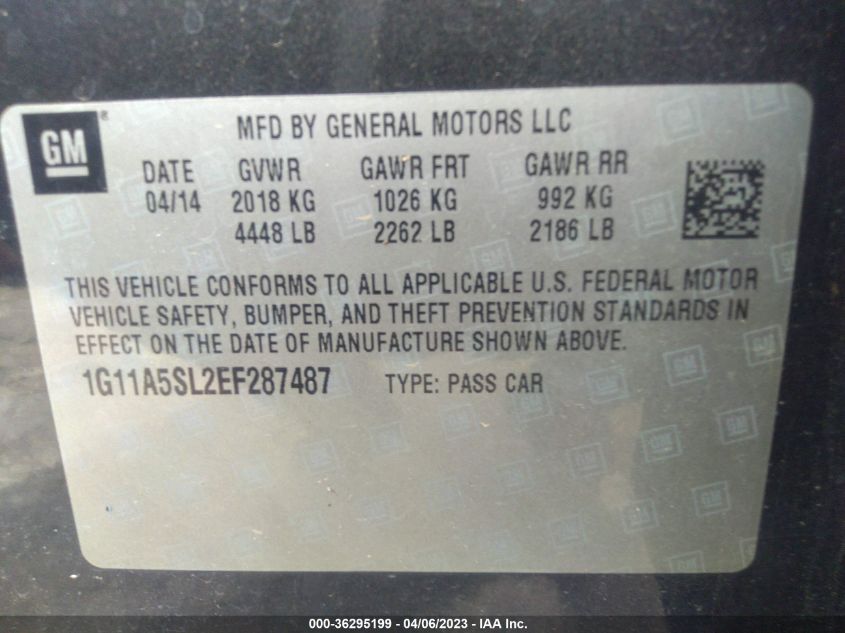 GM ®
MFD BY GENERAL MOTORS LLC
DATE GVWR GAWR FRT GAWR RR
04/14 2018 KG 1026 KG 992 KG
4448 LB 2262 LB 2186 LB
THIS VEHICLE CONFORMS TO ALL APPLICABLE U.S. FEDERAL MOTOR
VEHICLE SAFETY, BUMPER, AND THEFT PREVENTION STANDARDS IN
EFFECT ON THE DATE OF MANUFACTURE SHOWN ABOVE.
1G11A5SL2EF287487 TYPE: PASS CAR
000-36295199 - 04/06/2023 - IAA Inc.